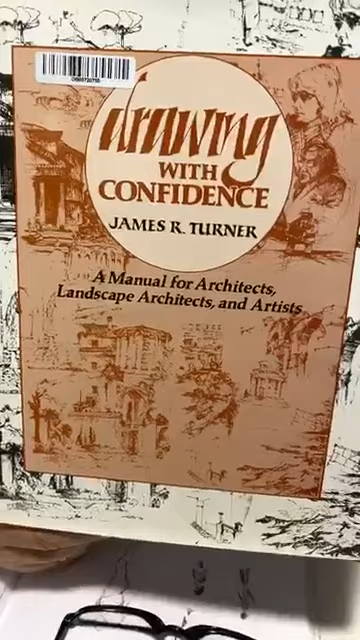 drawing
WITH
CONFIDENCE
JAMES R. TURNER
A Manual for Architects,
Landscape Architects, and Artists